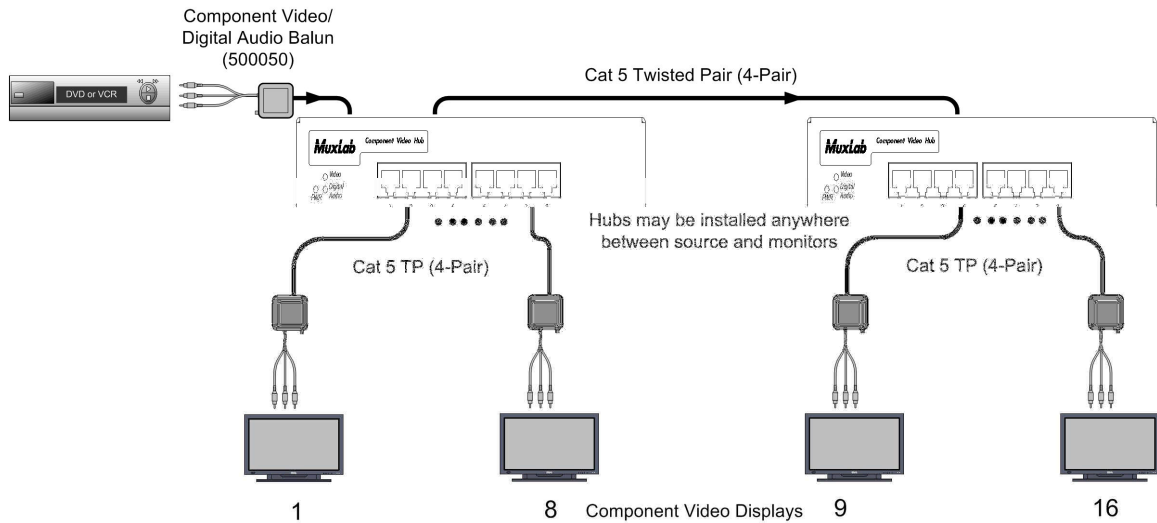 Component Video/
Digital Audio Balun
(500050)
DVD or VCR
Cat 5 Twisted Pair (4-Pair)
MuxLab
Component Video Hub
Video
Digital
Audio
PWR
MuxLab
Component Video Hub
Video
Digital
Audio
PWR
Hubs may be installed anywhere
between source and monitors
Cat 5 TP (4-Pair)
Cat 5 TP (4-Pair)
1
8
Component Video Displays
9
16